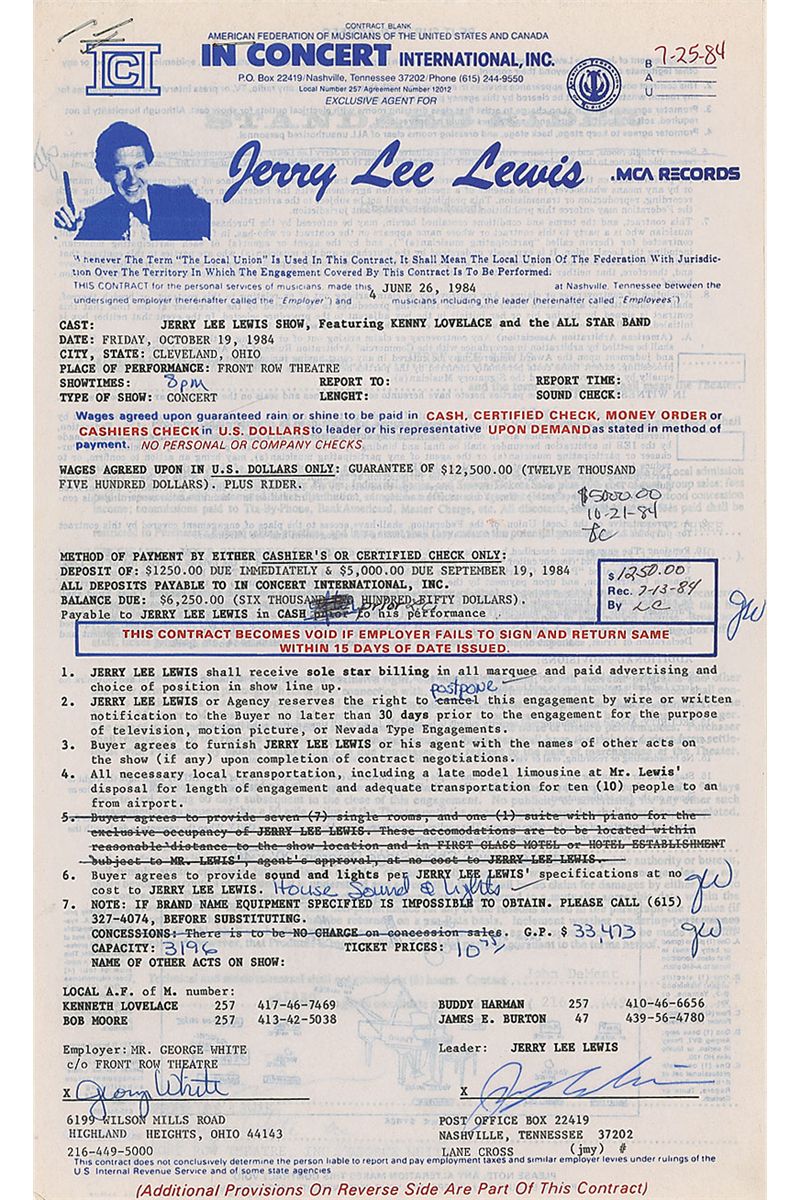 CONTRACT BLANK
AMERICAN FEDERATION OF MUSICIANS OF THE UNITED STATES AND CANADA
ICI
IN CONCERT INTERNATIONAL, INC.
B 7-25-84
A
U
P.O. Box 22419/Nashville, Tennessee 37202/Phone (615) 244-9550
Local Number 257 Agreement Number 12012
EXCLUSIVE AGENT FOR
Jerry Lee Lewis
.MCA RECORDS
Whenever The Term "The Local Union" Is Used In This Contract, It Shall Mean The Local Union Of The Federation With Jurisdic-
tion Over The Territory In Which The Engagement Covered By This Contract Is To Be Performed.
THIS CONTRACT for the personal services of musicians, made this JUNE 26, 1984 at Nashville, Tennessee between the
undersigned employer (hereinafter called the "Employer") and 4 musicians including the leader (hereinafter called "Employees")
CAST: JERRY LEE LEWIS SHOW, Featuring KENNY LOVELACE and the ALL STAR BAND
DATE: FRIDAY, OCTOBER 19, 1984
CITY, STATE: CLEVELAND, OHIO
PLACE OF PERFORMANCE: FRONT ROW THEATRE
SHOWTIMES: 8pm REPORT TO: REPORT TIME:
TYPE OF SHOW: CONCERT LENGHT: SOUND CHECK:
Wages agreed upon guaranteed rain or shine to be paid in CASH, CERTIFIED CHECK, MONEY ORDER or
CASHIERS CHECK in U.S. DOLLARS to leader or his representative UPON DEMAND as stated in method of
payment. NO PERSONAL OR COMPANY CHECKS.
WAGES AGREED UPON IN U.S. DOLLARS ONLY: GUARANTEE OF $12,500.00 (TWELVE THOUSAND
FIVE HUNDRED DOLLARS). PLUS RIDER.
$5000.00
10-21-84
METHOD OF PAYMENT BY EITHER CASHIER'S OR CERTIFIED CHECK ONLY:
DEPOSIT OF: $1250.00 DUE IMMEDIATELY & $5,000.00 DUE SEPTEMBER 19, 1984
ALL DEPOSITS PAYABLE TO IN CONCERT INTERNATIONAL, INC.
BALANCE DUE: $6,250.00 (SIX THOUSAND TWO HUNDRED FIFTY DOLLARS).
Payable to JERRY LEE LEWIS in CASH prior to his performance
$ 1250.00
Rec. 7-13-84
By LC
GW
THIS CONTRACT BECOMES VOID IF EMPLOYER FAILS TO SIGN AND RETURN SAME
WITHIN 15 DAYS OF DATE ISSUED.
1. JERRY LEE LEWIS shall receive sole star billing in all marquee and paid advertising and
choice of position in show line up.
postpone
2. JERRY LEE LEWIS or Agency reserves the right to cancel this engagement by wire or written
notification to the Buyer no later than 30 days prior to the engagement for the purpose
of television, motion picture, or Nevada Type Engagements.
3. Buyer agrees to furnish JERRY LEE LEWIS or his agent with the names of other acts on
the show (if any) upon completion of contract negotiations.
4. All necessary local transportation, including a late model limousine at Mr. Lewis'
disposal for length of engagement and adequate transportation for ten (10) people to an
from airport.
5. Buyer agrees to provide seven (7) single rooms, and one (1) suite with piano for the
exclusive occupancy of JERRY LEE LEWIS. These accomodations are to be located within
reasonable distance to the show location and in FIRST CLASS MOTEL or HOTEL ESTABLISHMENT
subject to MR. LEWIS', agent's approval, at no cost to JERRY LEE LEWIS.
6. Buyer agrees to provide sound and lights per JERRY LEE LEWIS' specifications at no
cost to JERRY LEE LEWIS. House Sound & Lights GW
7. NOTE: IF BRAND NAME EQUIPMENT SPECIFIED IS IMPOSSIBLE TO OBTAIN. PLEASE CALL (615)
327-4074, BEFORE SUBSTITUTING.
CONCESSIONS: There is to be NO CHARGE on concession sales. G.P. $ 33,473 GW
CAPACITY: 3196 TICKET PRICES: 10 75/
NAME OF OTHER ACTS ON SHOW:
LOCAL A.F. of M. number:
KENNETH LOVELACE 257 417-46-7469 BUDDY HARMAN 257 410-46-6656
BOB MOORE 257 413-42-5038 JAMES E. BURTON 47 439-56-4780
Employer: MR. GEORGE WHITE Leader: JERRY LEE LEWIS
c/o FRONT ROW THEATRE
X George White X
6199 WILSON MILLS ROAD POST OFFICE BOX 22419
HIGHLAND HEIGHTS, OHIO 44143 NASHVILLE, TENNESSEE 37202
216-449-5000 LANE CROSS (jmy) #
This contract does not conclusively determine the person liable to report and pay employment taxes and similar employer levies under rulings of the
U.S. Internal Revenue Service and of some state agencies
(Additional Provisions On Reverse Side Are Part Of This Contract)